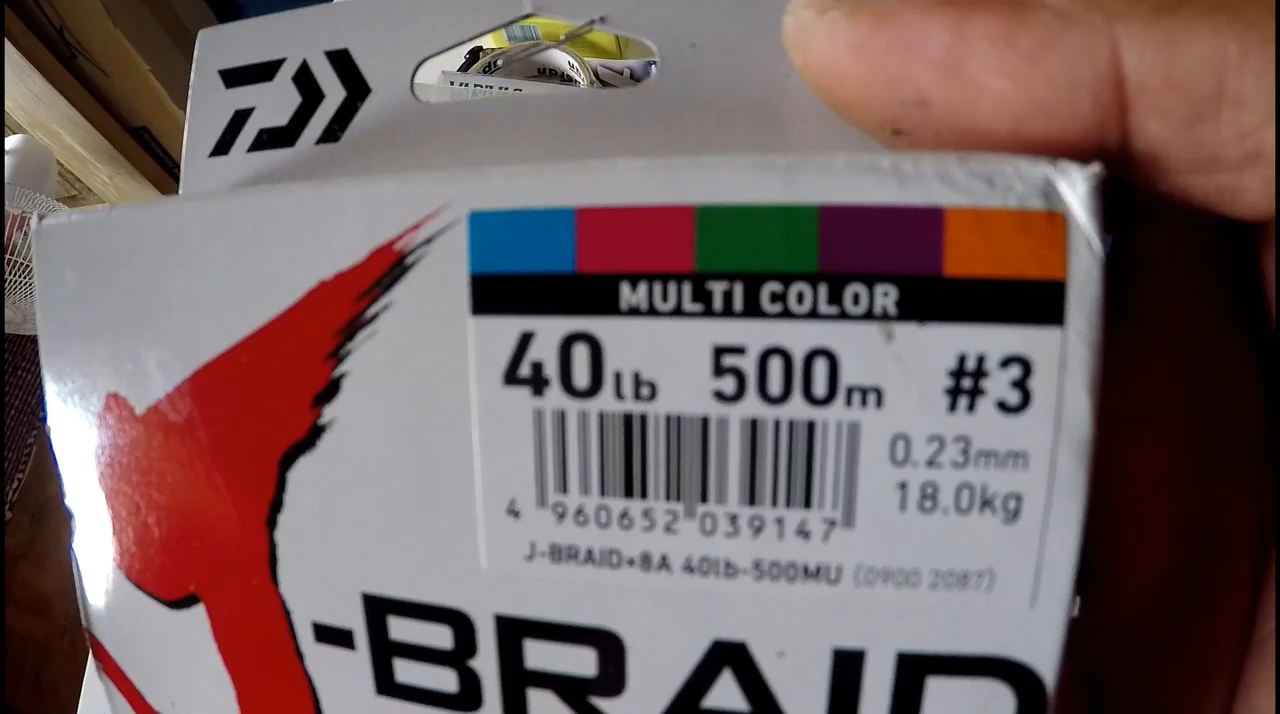 MULTI COLOR
40lb 500m #3
0.23mm
18.0kg
4 960652 039147
J-BRAID•8A 40lb-500MU (0900 2087)
J-BRAID